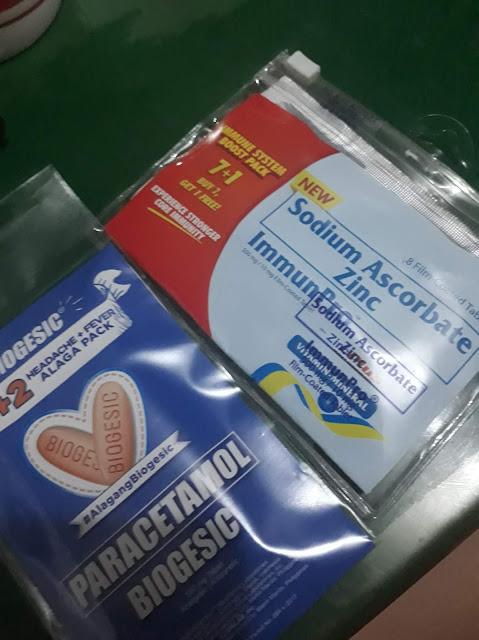 IMMUNE SYSTEM
BOOST PACK
7+1
BUY 7,
GET 1 FREE!
EXPERIENCE STRONGER
CORE IMMUNITY
NEW
8 Film-Coated
Sodium Ascorbate
Zinc
ImmunPro
Sodium Ascorbate
Zinc
ImmunPro
VITAMINS/MINERAL
Film-Coated
BIOGESIC
+2 HEADACHE + FEVER
ALAGA PACK
BIOGESIC
BIOGESIC
#AlagangBiogesic
PARACETAMOL
BIOGESIC